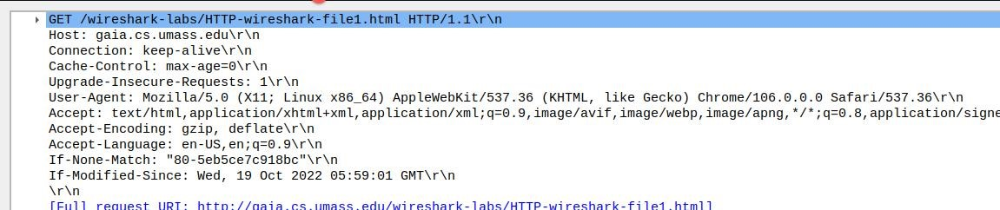 GET /wireshark-labs/HTTP-wireshark-file1.html HTTP/1.1\r\n
Host: gaia.cs.umass.edu\r\n
Connection: keep-alive\r\n
Cache-Control: max-age=0\r\n
Upgrade-Insecure-Requests: 1\r\n
User-Agent: Mozilla/5.0 (X11; Linux x86_64) AppleWebKit/537.36 (KHTML, like Gecko) Chrome/106.0.0.0 Safari/537.36\r\n
Accept: text/html,application/xhtml+xml,application/xml;q=0.9,image/avif,image/webp,image/apng,*/*;q=0.8,application/signe
Accept-Encoding: gzip, deflate\r\n
Accept-Language: en-US,en;q=0.9\r\n
If-None-Match: "80-5eb5ce7c918bc"\r\n
If-Modified-Since: Wed, 19 Oct 2022 05:59:01 GMT\r\n
\r\n
[Full request URI: http://gaia.cs.umass.edu/wireshark-labs/HTTP-wireshark-file1.html]